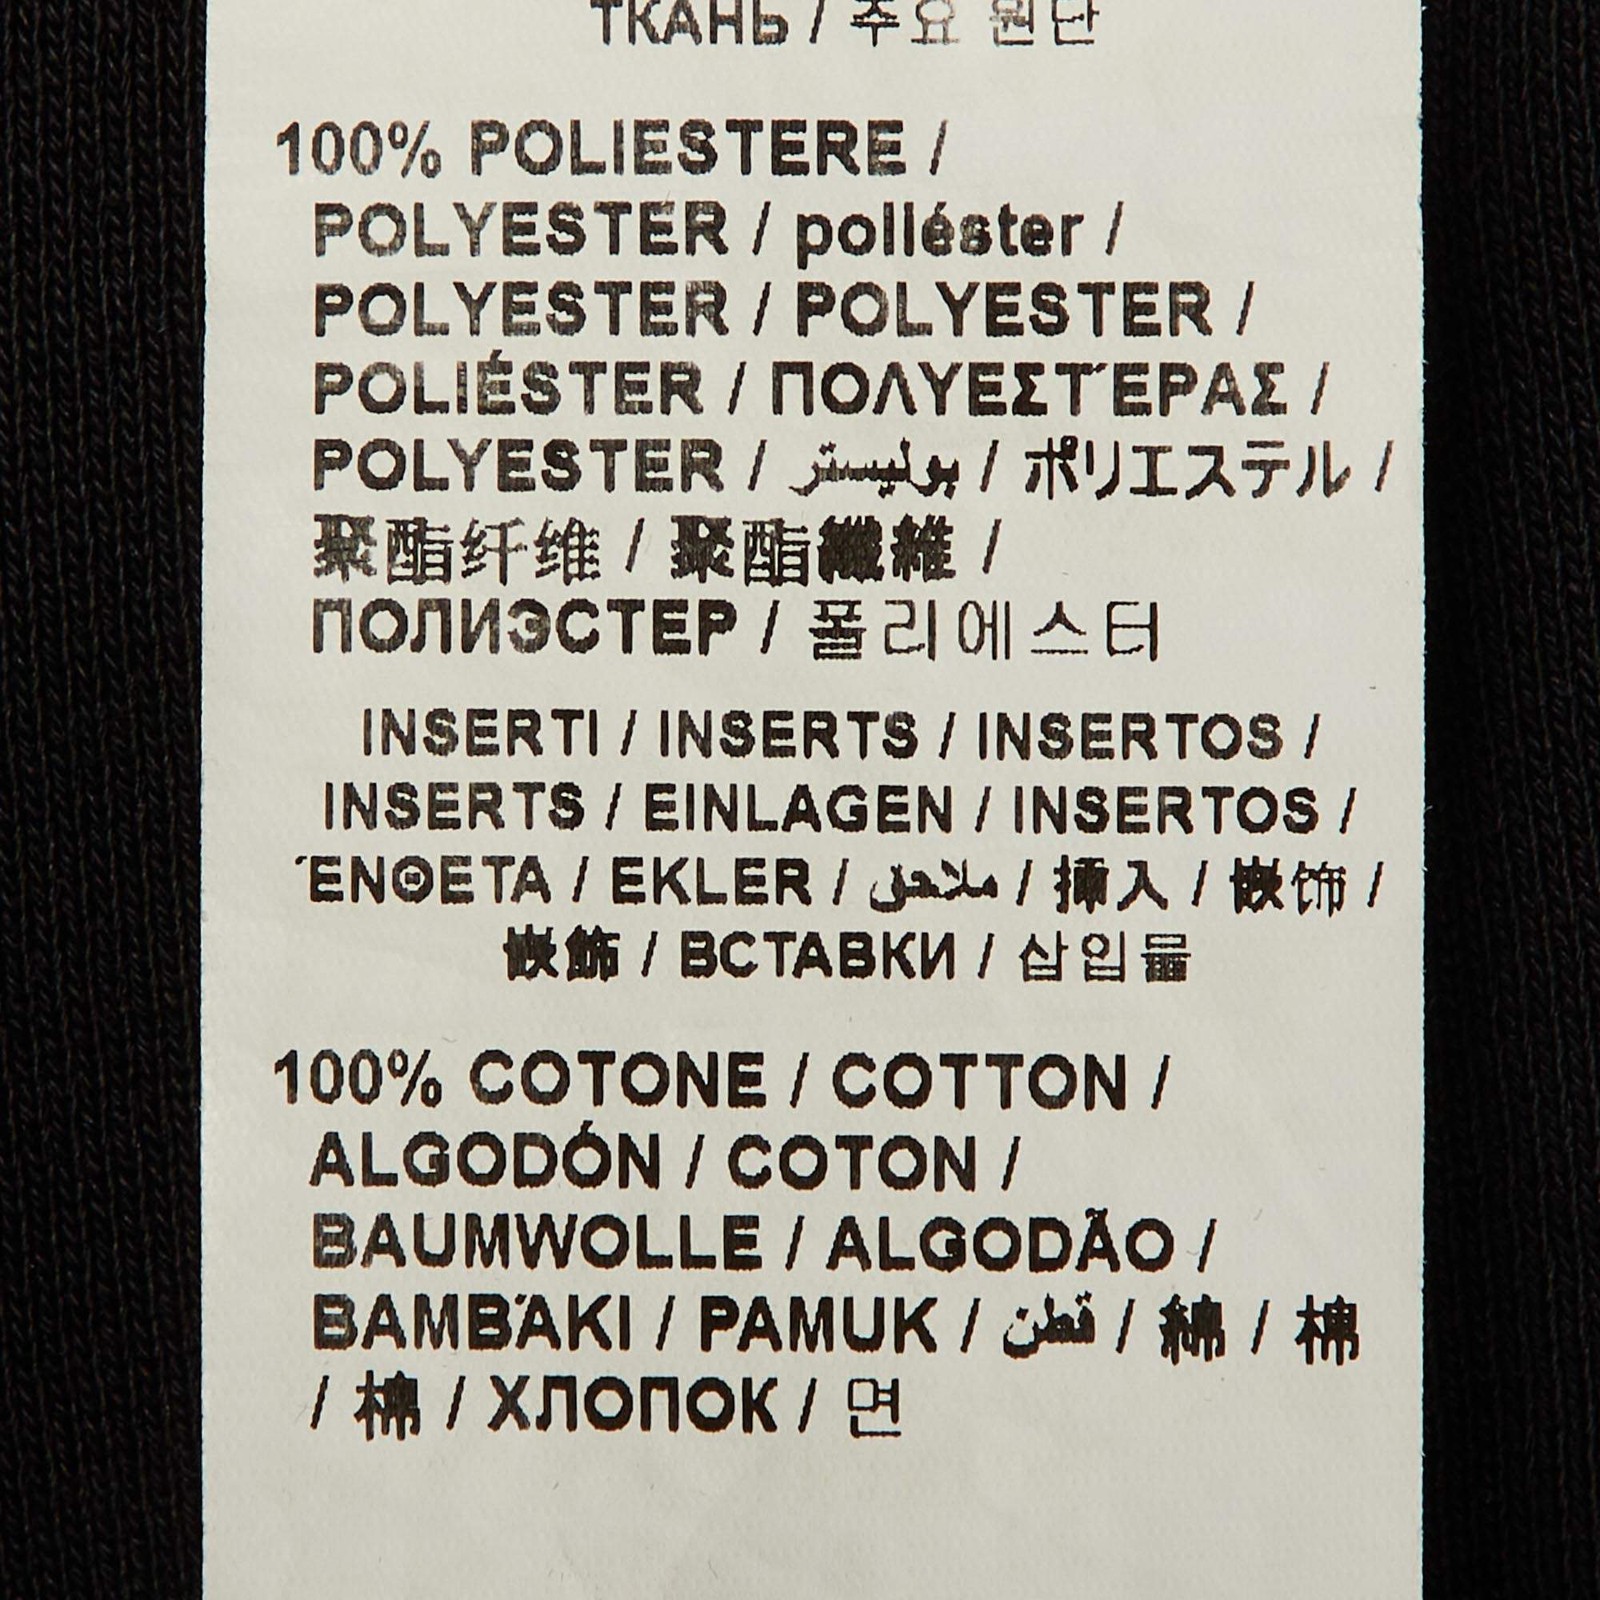 ТКАНЬ / 주요 원단
100% POLIESTERE /
POLYESTER / polléster /
POLYESTER / POLYESTER /
POLIÉSTER / ΠΟΛΥΕΣΤΈΡΑΣ /
POLYESTER / بوليستر / ポリエステル /
聚酯纤维 / 聚酯纖維 /
ПОЛИЭСТЕР / 폴리에스터
INSERTI / INSERTS / INSERTOS /
INSERTS / EINLAGEN / INSERTOS /
ΈΝΘΕΤΑ / EKLER / ملاحق / 挿入 / 嵌饰 /
嵌飾 / ВСТАВКИ / 삽입물
100% COTONE / COTTON /
ALGODÓN / COTON /
BAUMWOLLE / ALGODÃO /
ΒΑΜΒΆΚΙ / PAMUK / قطن / 綿 / 棉
/ 棉 / ХЛОПОК / 면